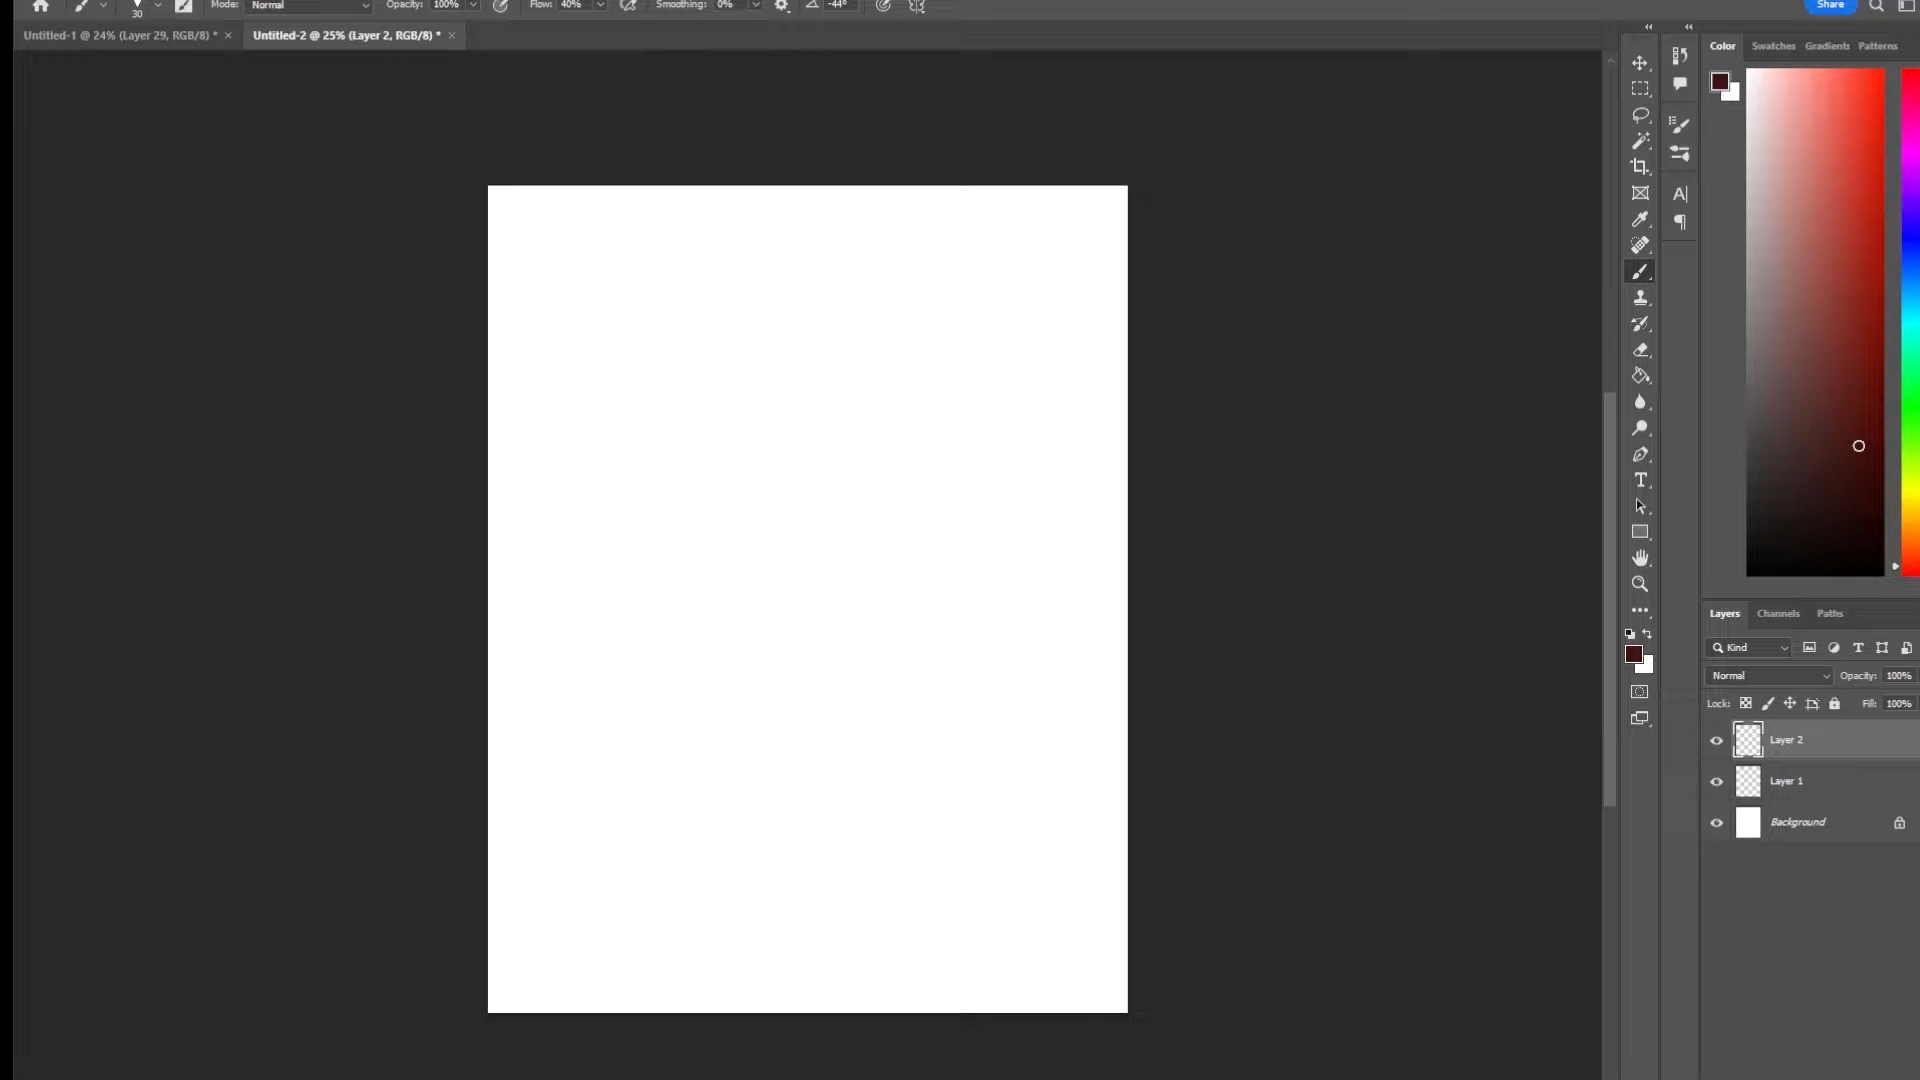 Mode: Normal Opacity: 100% Flow: 40% Smoothing: 0% -44° Share
30
Untitled-1 @ 24% (Layer 29, RGB/8) * ×
Untitled-2 @ 25% (Layer 2, RGB/8) * ×
Color Swatches Gradients Patterns
Layers Channels Paths
Kind
Normal Opacity: 100%
Lock: Fill: 100%
Layer 2
Layer 1
Background